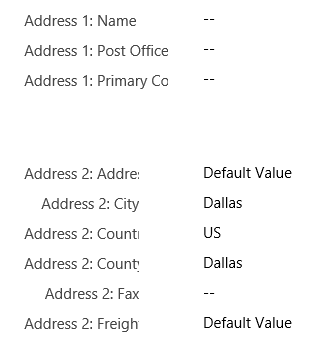 Address 1: Name --
Address 1: Post Office --
Address 1: Primary Co --
Address 2: Addre Default Value
Address 2: City Dallas
Address 2: Countr US
Address 2: County Dallas
Address 2: Fax --
Address 2: Freigh Default Value